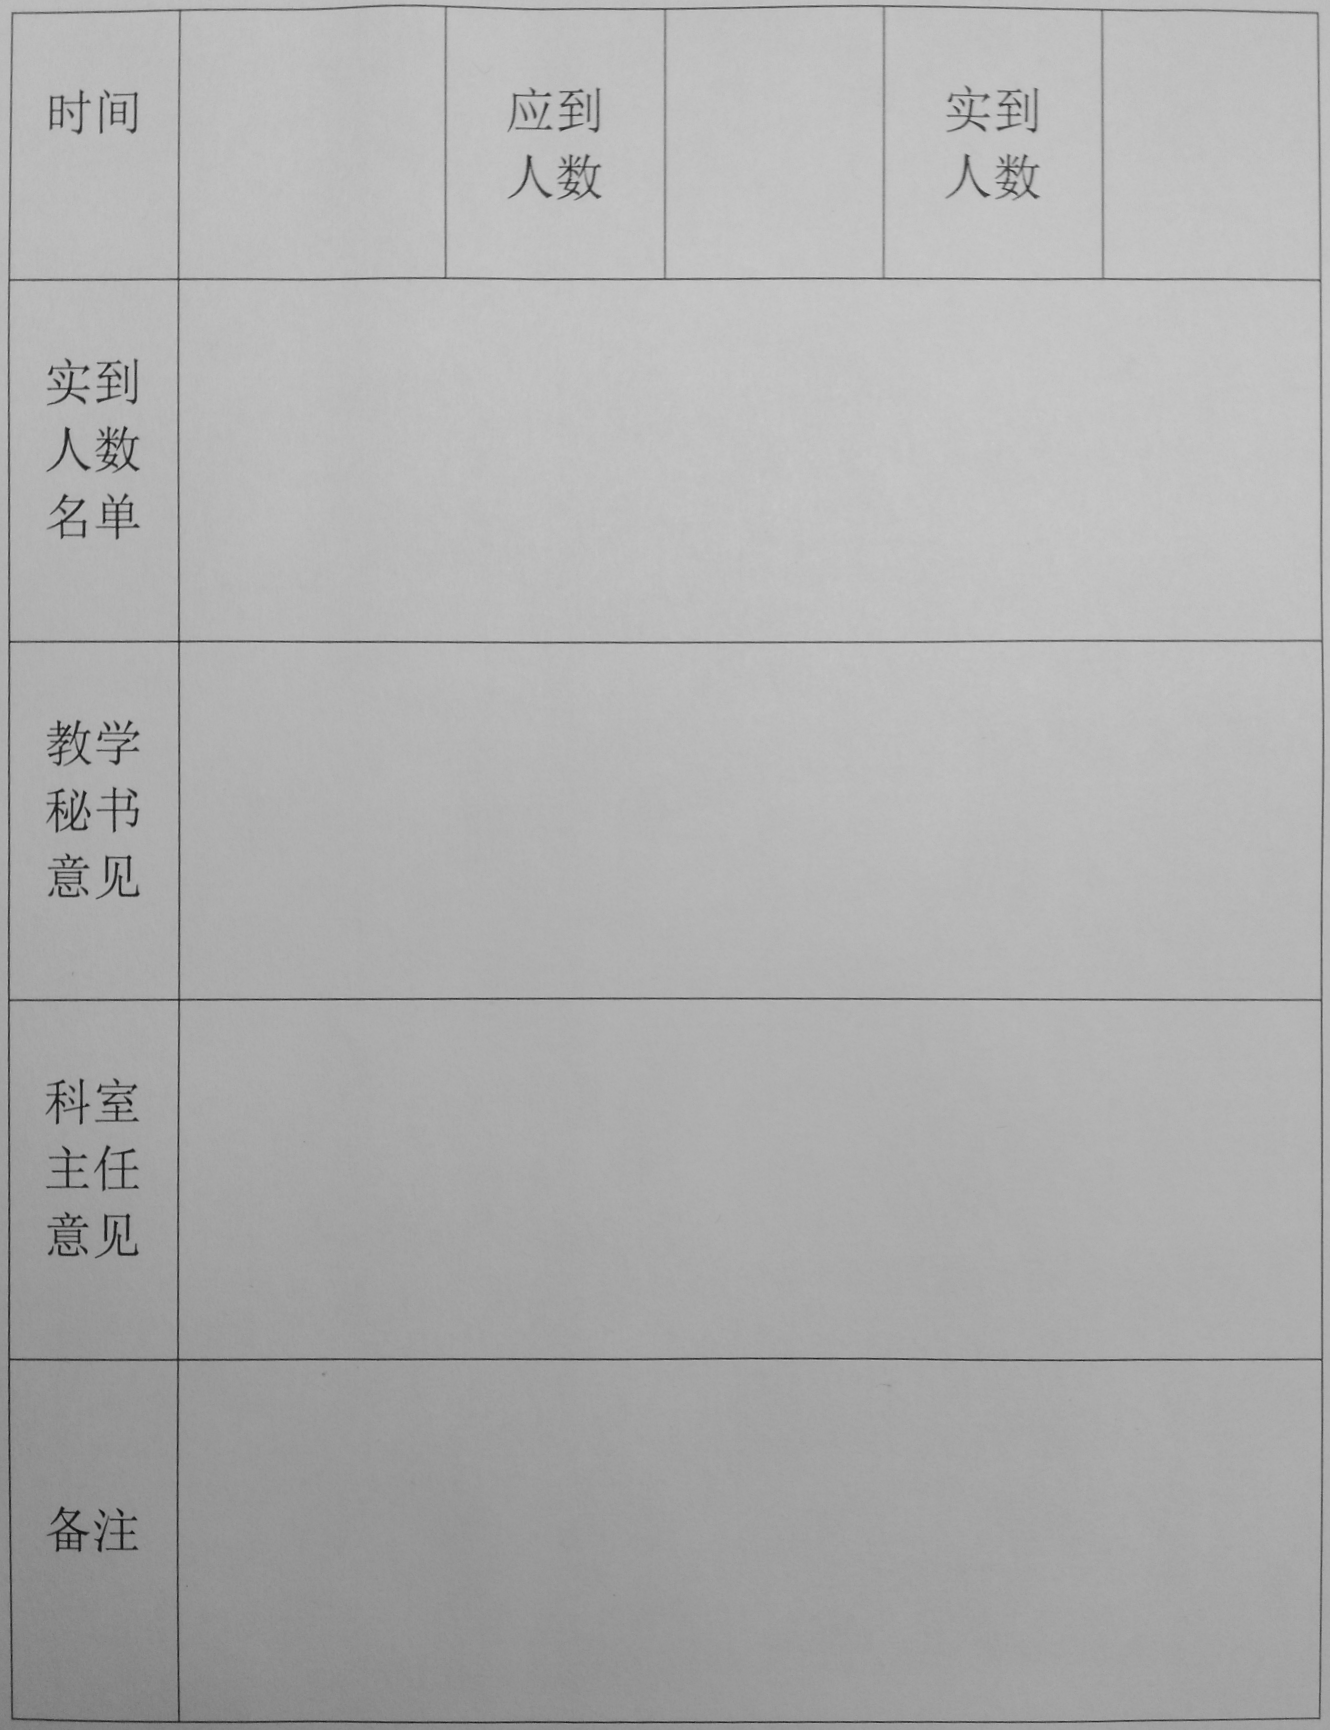 时间
应到
人数
实到
人数
实到
人数
名单
教学
秘书
意见
科室
主任
意见
备注